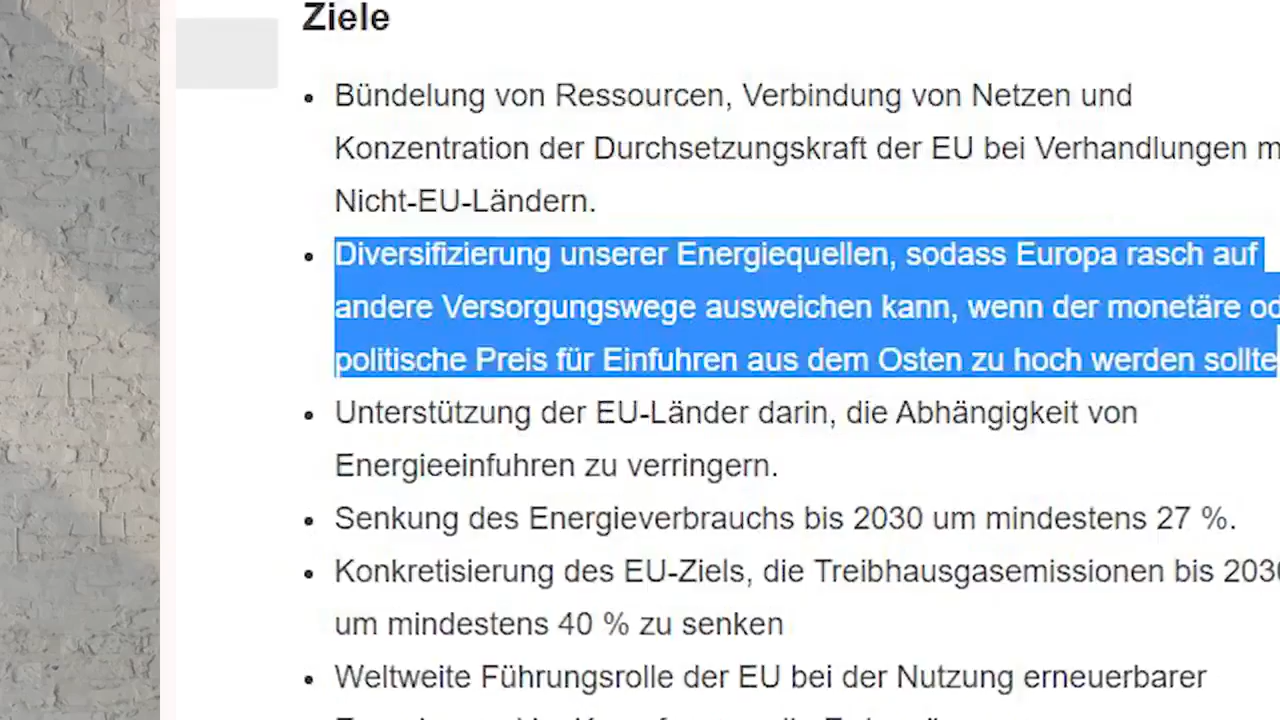 Ziele
Bündelung von Ressourcen, Verbindung von Netzen und
Konzentration der Durchsetzungskraft der EU bei Verhandlungen
Nicht-EU-Ländern.
Diversifizierung unserer Energiequellen, sodass Europa rasch auf
andere Versorgungswege ausweichen kann, wenn der monetäre
politische Preis für Einfuhren aus dem Osten zu hoch werden sollte
Unterstützung der EU-Länder darin, die Abhängigkeit von
Energieeinfuhren zu verringern.
Senkung des Energieverbrauchs bis 2030 um mindestens 27 %.
Konkretisierung des EU-Ziels, die Treibhausgasemissionen bis 2030
um mindestens 40 % zu senken
Weltweite Führungsrolle der EU bei der Nutzung erneuerbarer